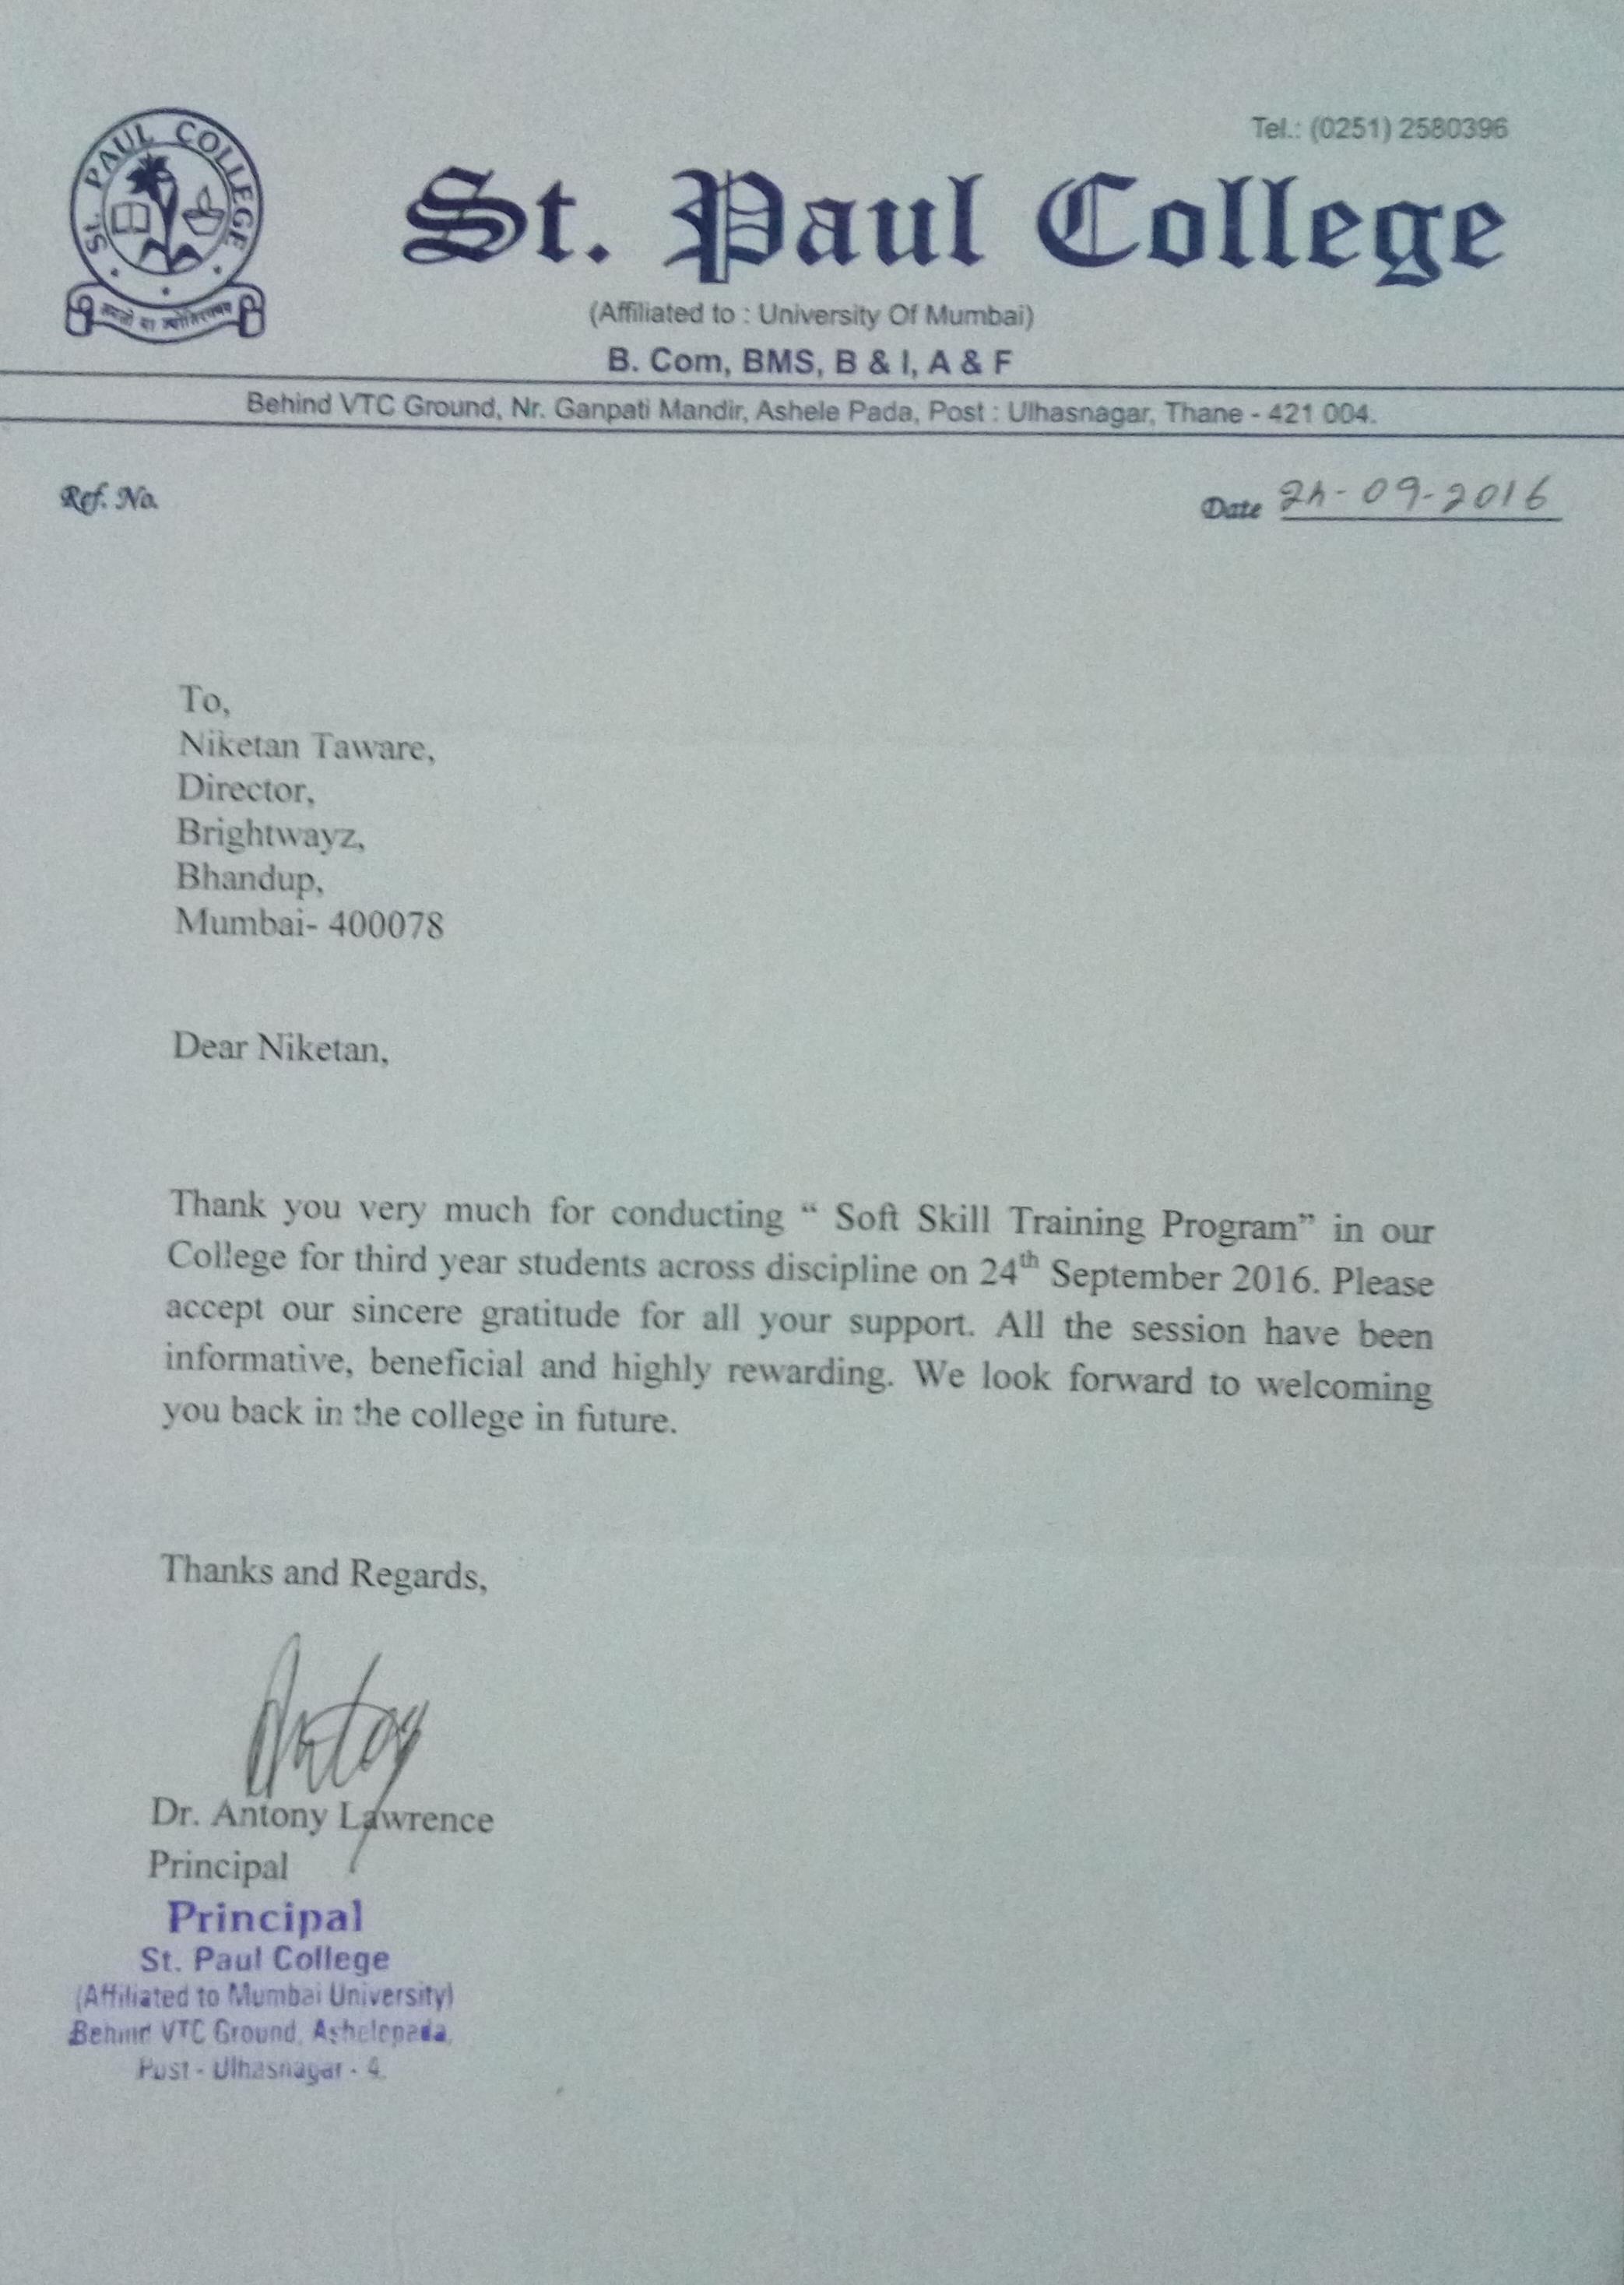 Tel.: (0251) 2580396
ST. PAUL COLLEGE
St. Paul College
(Affiliated to : University Of Mumbai)
B. Com, BMS, B & I, A & F
Behind VTC Ground, Nr. Ganpati Mandir, Ashele Pada, Post : Ulhasnagar, Thane - 421 004.
Ref. No.
Date 24-09-2016
To,
Niketan Taware,
Director,
Brightwayz,
Bhandup,
Mumbai- 400078
Dear Niketan,
Thank you very much for conducting “ Soft Skill Training Program” in our
College for third year students across discipline on 24th September 2016. Please
accept our sincere gratitude for all your support. All the session have been
informative, beneficial and highly rewarding. We look forward to welcoming
you back in the college in future.
Thanks and Regards,
Dr. Antony Lawrence
Principal
Principal
St. Paul College
(Affiliated to Mumbai University)
Behind VTC Ground, Ashelepada,
Post - Ulhasnagar - 4.